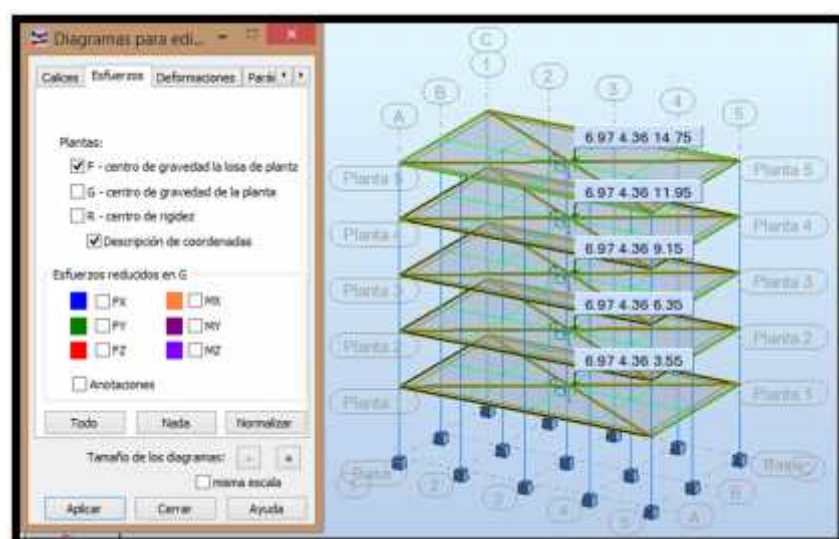 Diagramas para edi...
Calices Esfuerzos Deformaciones Pará
Plantas:
F - centro de gravedad la losa de planta
G - centro de gravedad de la planta
R - centro de rigidez
Descripción de coordenadas
Esfuerzos reducidos en G
FX MX
FY MY
FZ MZ
Anotaciones
Todo Nada Normalizar
Tamaño de los diagramas: - +
misma escala
Aplicar Cerrar Ayuda
C
1
B
2
A
3
4
5
6.97 4.36 14.75
Planta 5
Planta 5
6.97 4.36 11.95
Planta 4
Planta 4
6.97 4.36 9.15
Planta 3
Planta 3
6.97 4.36 6.35
Planta 2
Planta 2
6.97 4.36 3.55
Planta
Planta 1
2
3
4
5
A
B